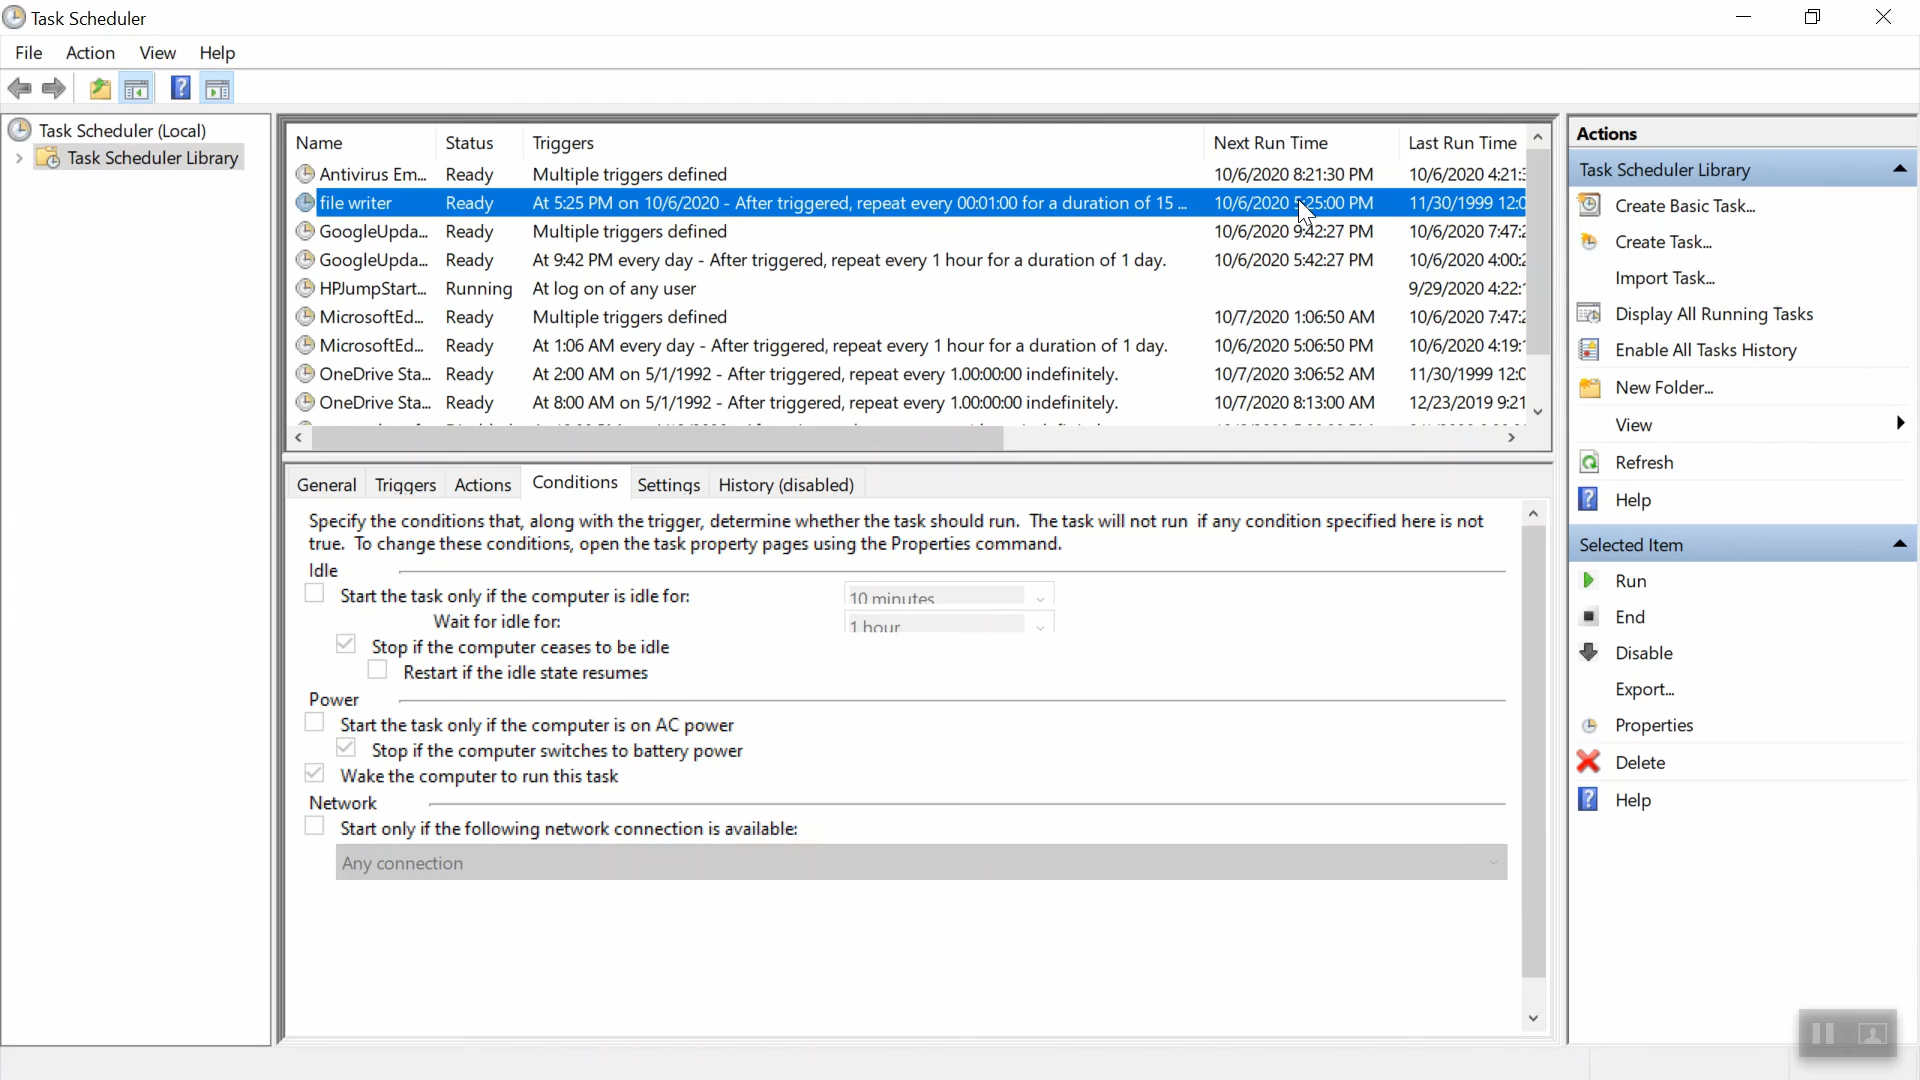 Task Scheduler
File Action View Help
Task Scheduler (Local)
Task Scheduler Library
Name Status Triggers Next Run Time Last Run Time
Antivirus Em... Ready Multiple triggers defined 10/6/2020 8:21:30 PM 10/6/2020 4:21:
file writer Ready At 5:25 PM on 10/6/2020 - After triggered, repeat every 00:01:00 for a duration of 15 ... 10/6/2020 5:25:00 PM 11/30/1999 12:0
GoogleUpda... Ready Multiple triggers defined 10/6/2020 9:42:27 PM 10/6/2020 7:47:
GoogleUpda... Ready At 9:42 PM every day - After triggered, repeat every 1 hour for a duration of 1 day. 10/6/2020 5:42:27 PM 10/6/2020 4:00:
HPJumpStart... Running At log on of any user 9/29/2020 4:22:
MicrosoftEd... Ready Multiple triggers defined 10/7/2020 1:06:50 AM 10/6/2020 7:47:
MicrosoftEd... Ready At 1:06 AM every day - After triggered, repeat every 1 hour for a duration of 1 day. 10/6/2020 5:06:50 PM 10/6/2020 4:19:
OneDrive Sta... Ready At 2:00 AM on 5/1/1992 - After triggered, repeat every 1.00:00:00 indefinitely. 10/7/2020 3:06:52 AM 11/30/1999 12:0
OneDrive Sta... Ready At 8:00 AM on 5/1/1992 - After triggered, repeat every 1.00:00:00 indefinitely. 10/7/2020 8:13:00 AM 12/23/2019 9:21
General Triggers Actions Conditions Settings History (disabled)
Specify the conditions that, along with the trigger, determine whether the task should run. The task will not run if any condition specified here is not
true. To change these conditions, open the task property pages using the Properties command.
Idle
Start the task only if the computer is idle for: 10 minutes
Wait for idle for: 1 hour
Stop if the computer ceases to be idle
Restart if the idle state resumes
Power
Start the task only if the computer is on AC power
Stop if the computer switches to battery power
Wake the computer to run this task
Network
Start only if the following network connection is available:
Any connection
Actions
Task Scheduler Library
Create Basic Task...
Create Task...
Import Task...
Display All Running Tasks
Enable All Tasks History
New Folder...
View
Refresh
Help
Selected Item
Run
End
Disable
Export...
Properties
Delete
Help